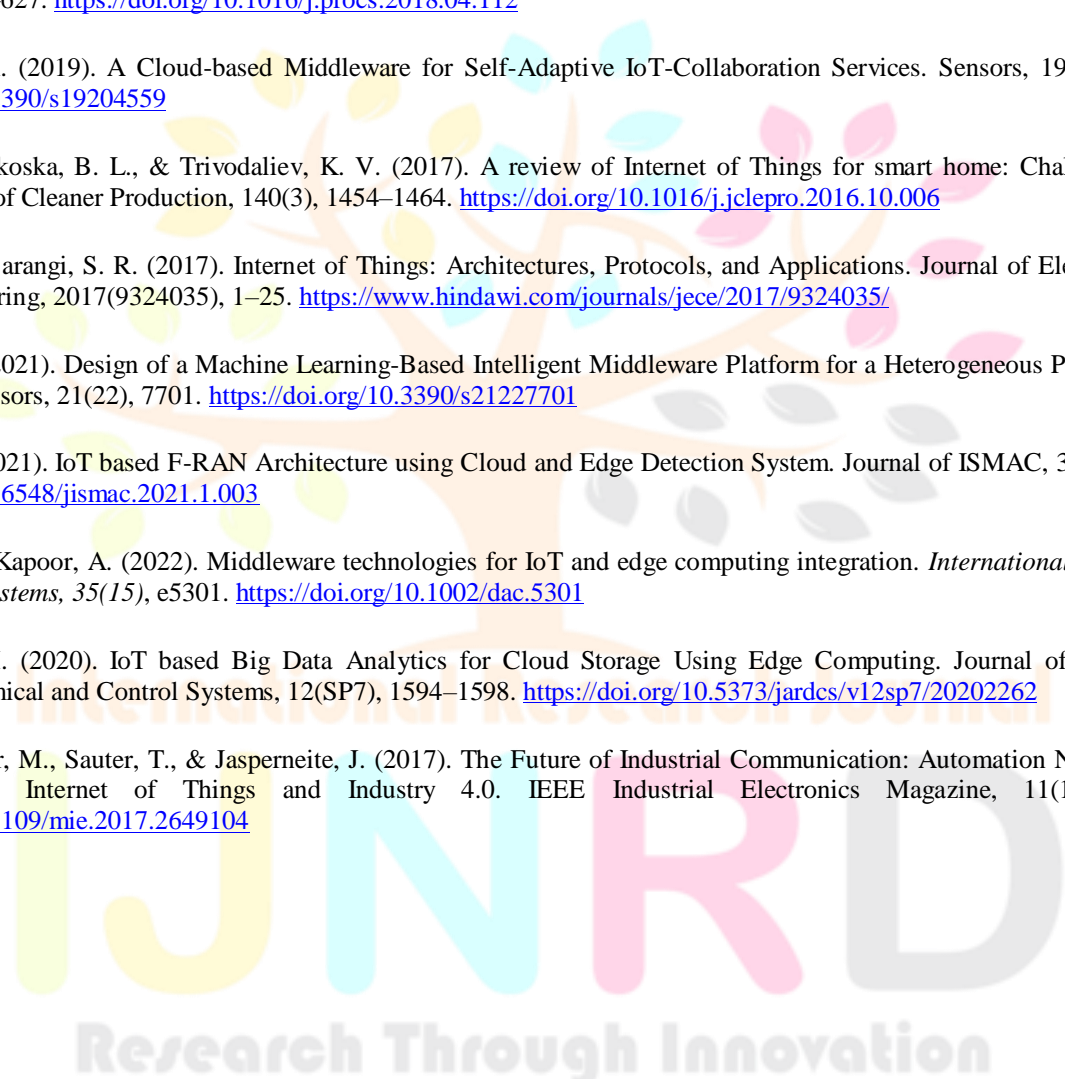 627. https://doi.org/10.1016/j.procs.2018.04.112
. (2019). A Cloud-based Middleware for Self-Adaptive IoT-Collaboration Services. Sensors, 19
390/s19204559
koska, B. L., & Trivodaliev, K. V. (2017). A review of Internet of Things for smart home: Chal
of Cleaner Production, 140(3), 1454–1464. https://doi.org/10.1016/j.jclepro.2016.10.006
arangi, S. R. (2017). Internet of Things: Architectures, Protocols, and Applications. Journal of Ele
ring, 2017(9324035), 1–25. https://www.hindawi.com/journals/jece/2017/9324035/
2021). Design of a Machine Learning-Based Intelligent Middleware Platform for a Heterogeneous P
sors, 21(22), 7701. https://doi.org/10.3390/s21227701
021). IoT based F-RAN Architecture using Cloud and Edge Detection System. Journal of ISMAC, 3
6548/jismac.2021.1.003
Kapoor, A. (2022). Middleware technologies for IoT and edge computing integration. International
stems, 35(15), e5301. https://doi.org/10.1002/dac.5301
. (2020). IoT based Big Data Analytics for Cloud Storage Using Edge Computing. Journal of
nical and Control Systems, 12(SP7), 1594–1598. https://doi.org/10.5373/jardcs/v12sp7/20202262
International Research Journal
r, M., Sauter, T., & Jasperneite, J. (2017). The Future of Industrial Communication: Automation N
Internet of Things and Industry 4.0. IEEE Industrial Electronics Magazine, 11(1
109/mie.2017.2649104
IJNRD
Research Through Innovation